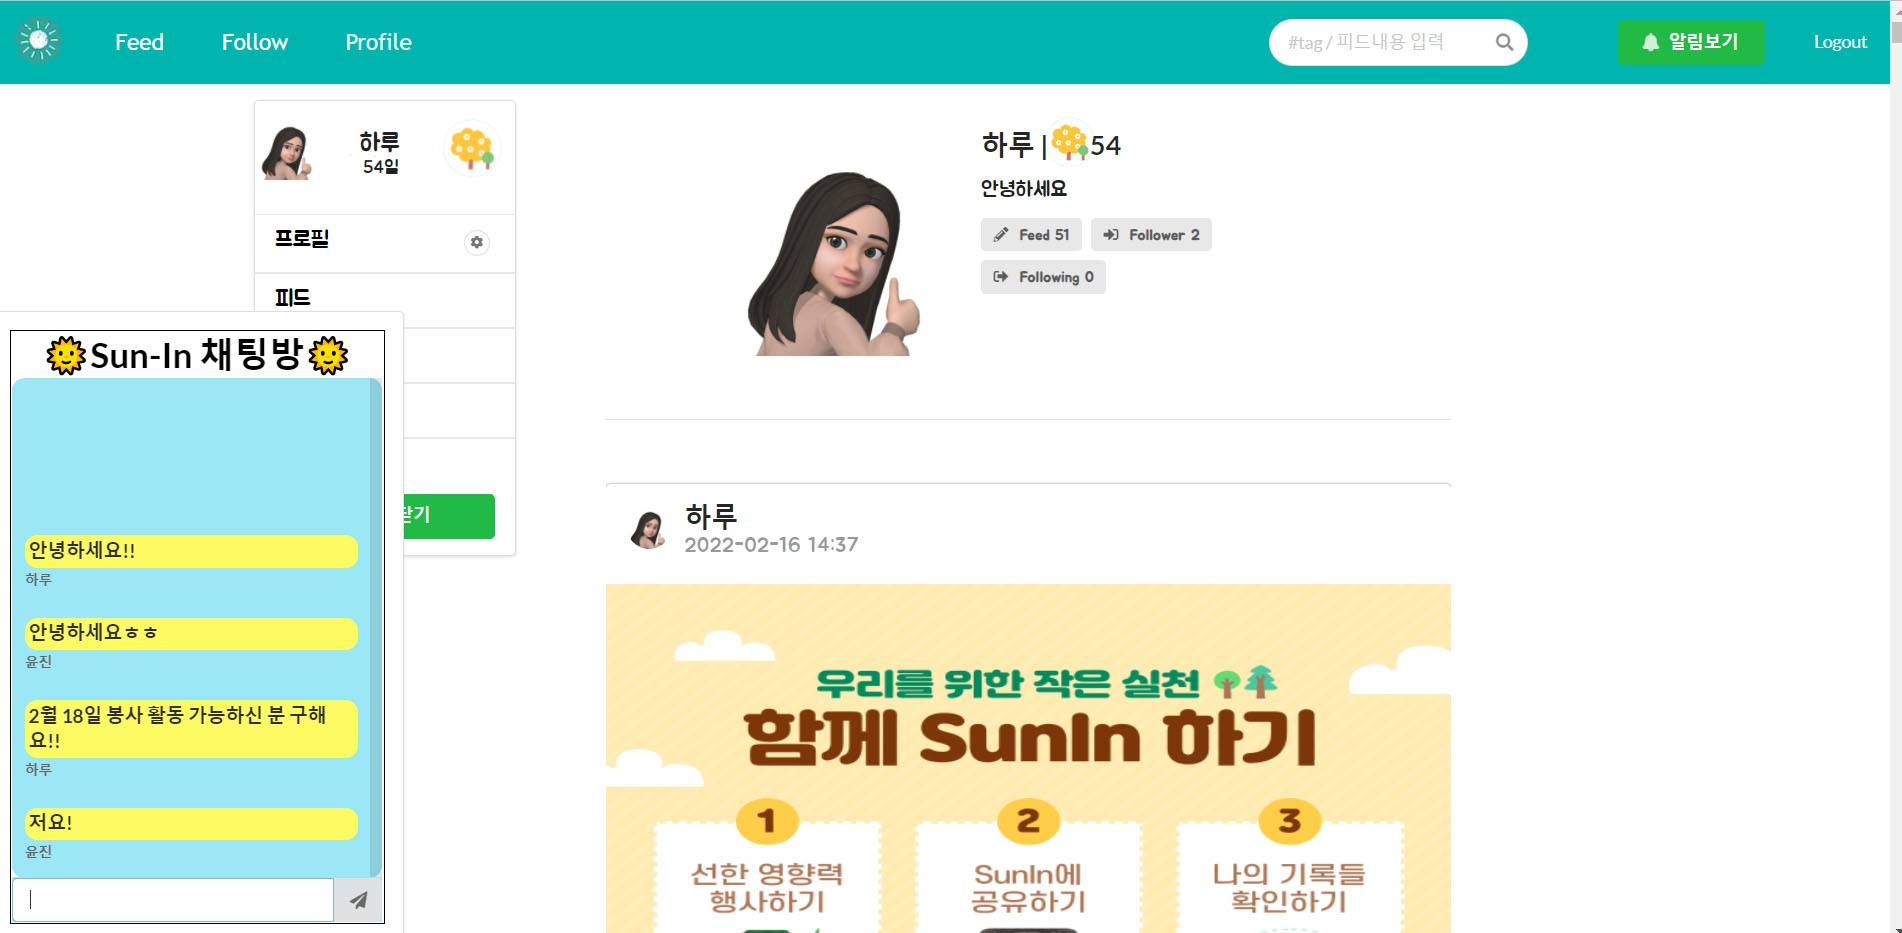 Feed Follow Profile #tag / 피드내용 입력 알림보기 Logout
하루
54일
프로필
피드
닫기
하루 | 54
안녕하세요
Feed 51 Follower 2
Following 0
Sun-In 채팅방
안녕하세요!!
하루
안녕하세요ㅎㅎ
윤진
2월 18일 봉사 활동 가능하신 분 구해
요!!
하루
저요!
윤진
하루
2022-02-16 14:37
우리를 위한 작은 실천
함께 SunIn 하기
1 2 3
선한 영향력
행사하기
SunIn에
공유하기
나의 기록들
확인하기